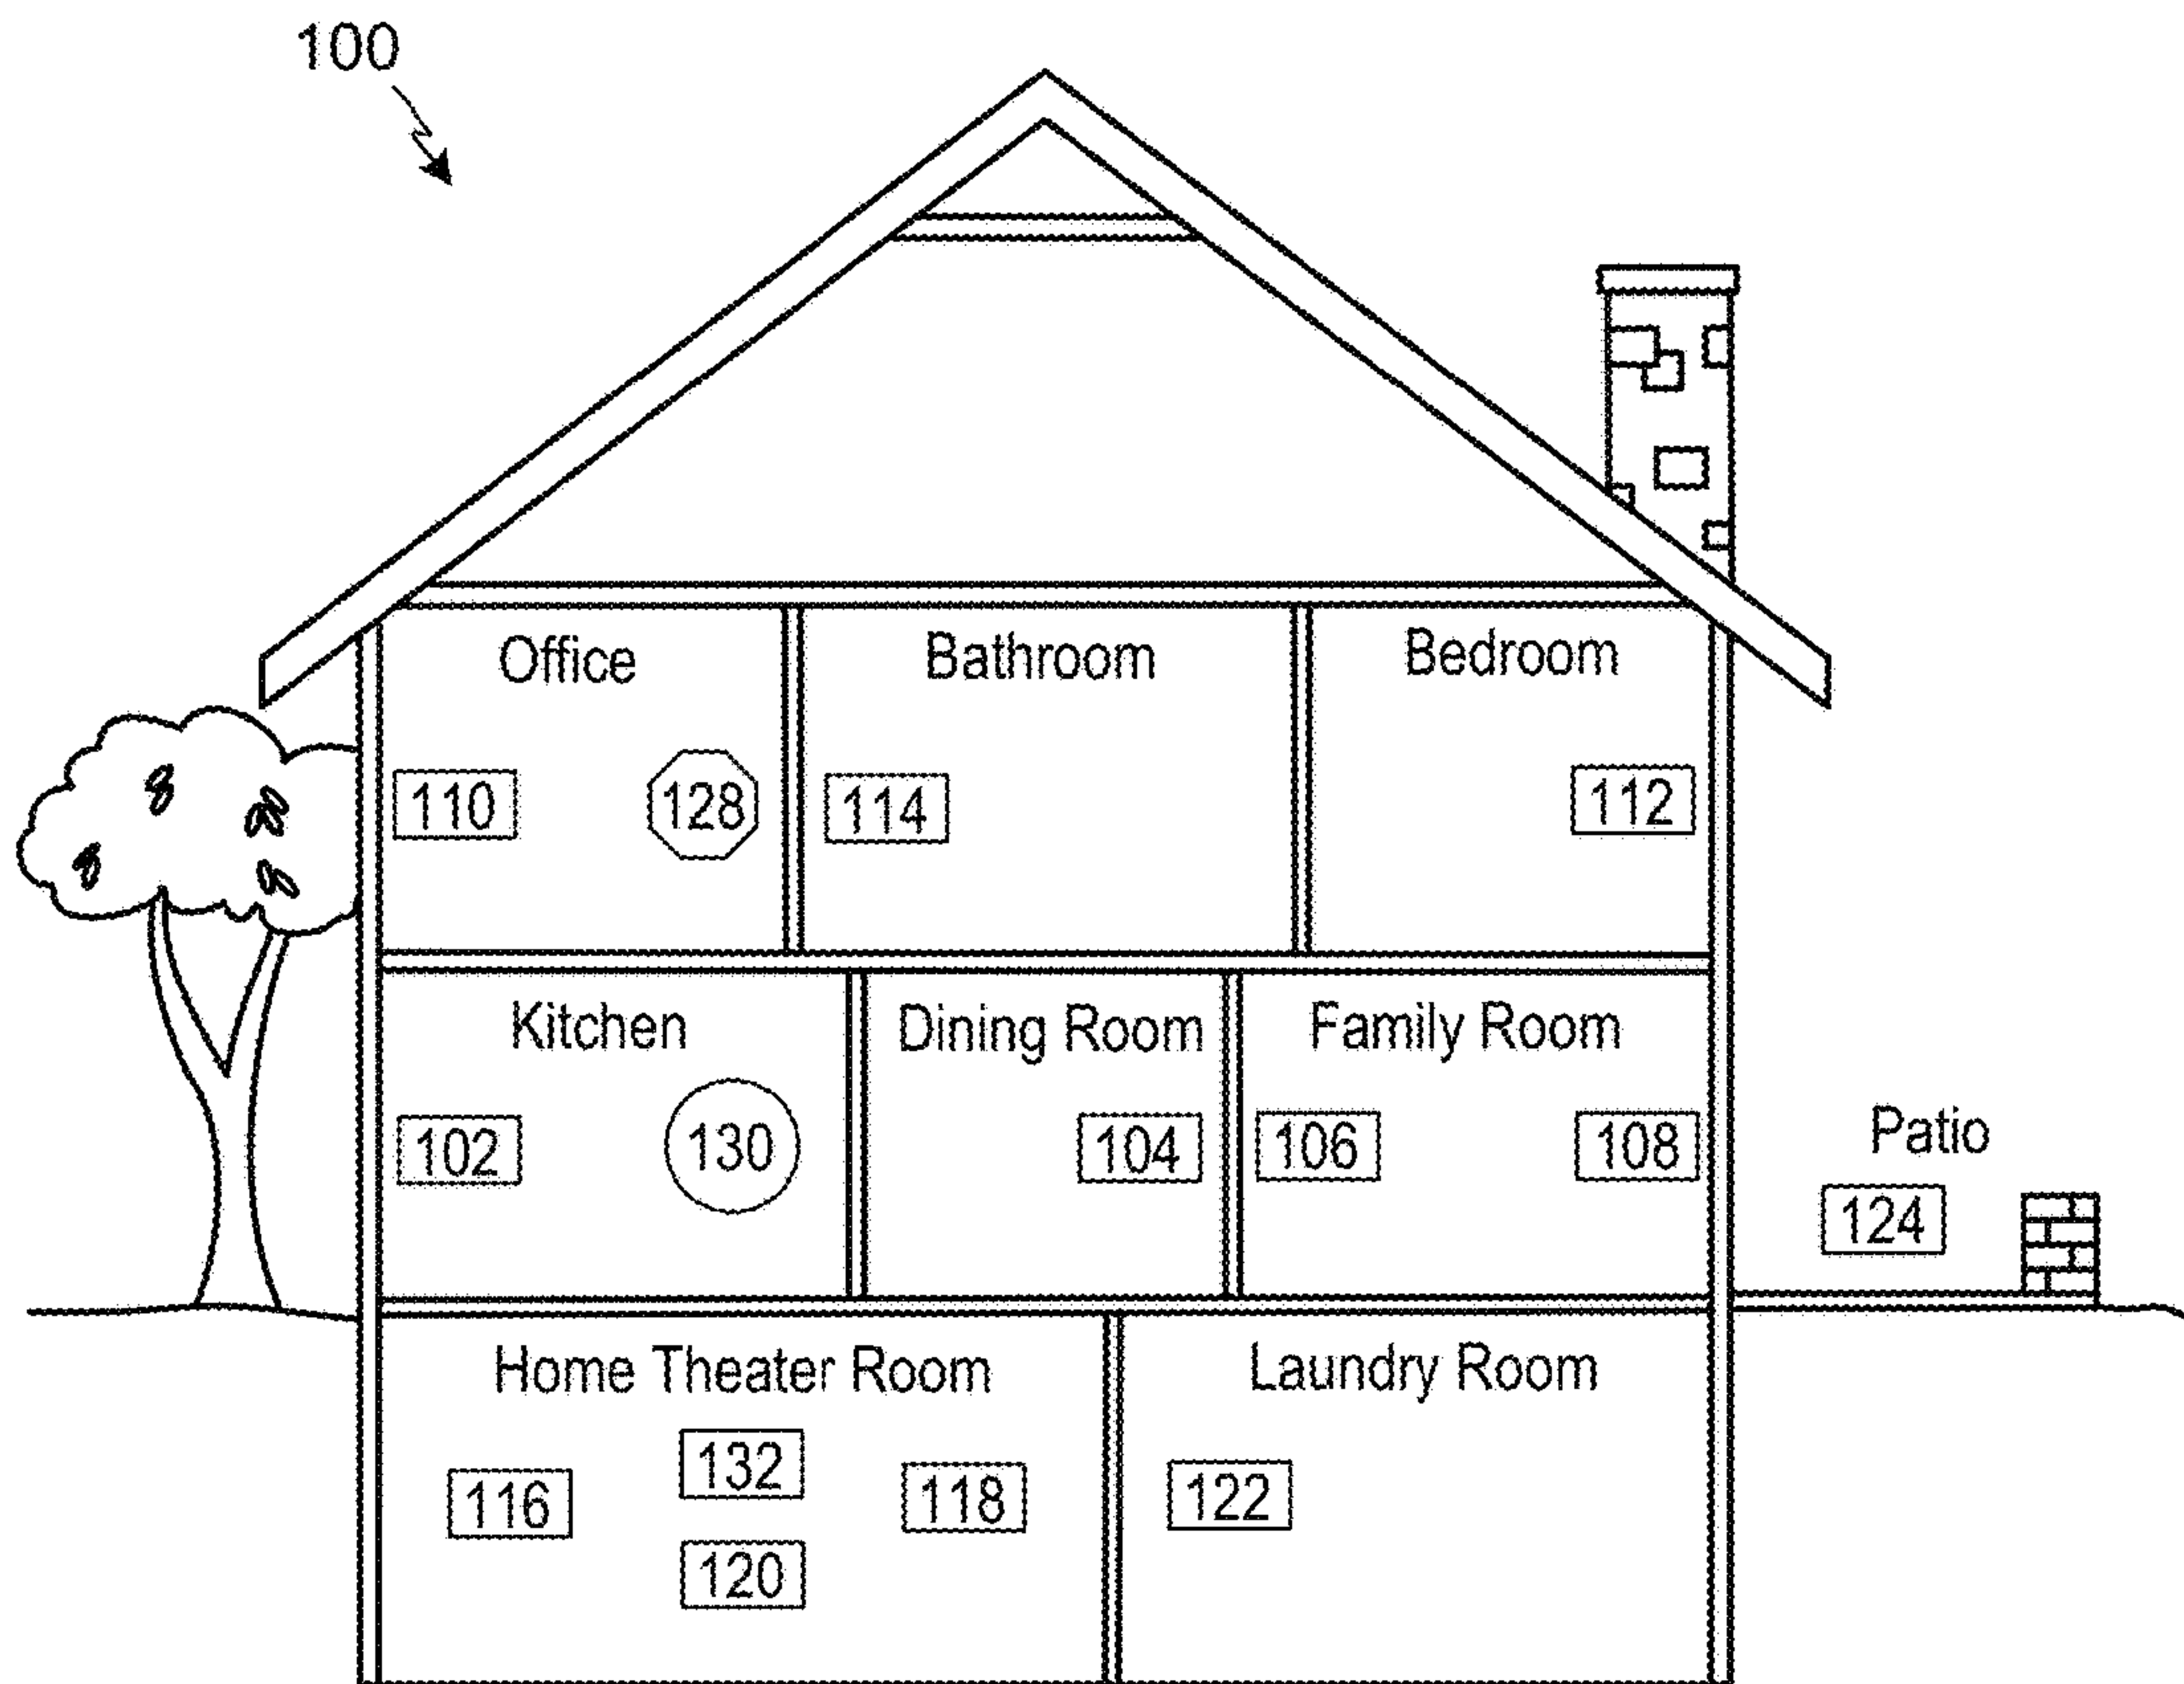 100
Office
Bathroom
Bedroom
110
128
114
112
Kitchen
Dining Room
Family Room
102
130
104
106
108
Patio
124
Home Theater Room
Laundry Room
116
132
118
120
122